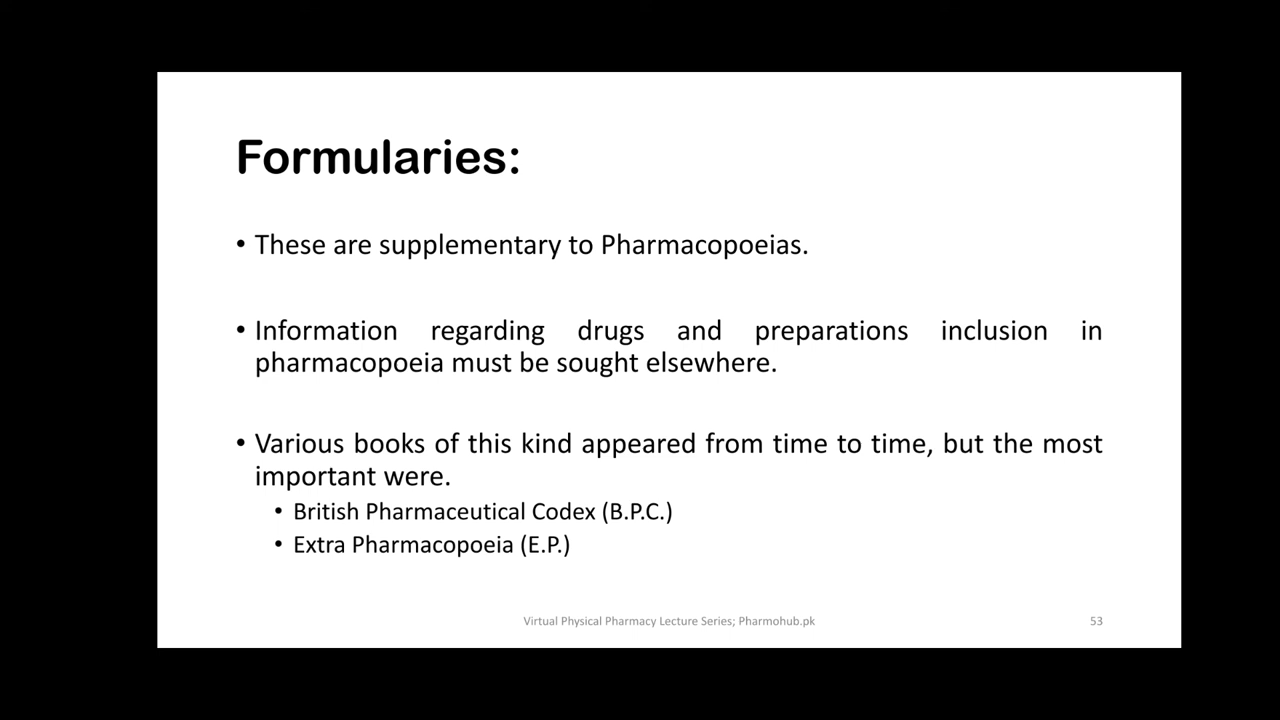 Formularies:
• These are supplementary to Pharmacopoeias.
• Information regarding drugs and preparations inclusion in
pharmacopoeia must be sought elsewhere.
• Various books of this kind appeared from time to time, but the most
important were.
• British Pharmaceutical Codex (B.P.C.)
• Extra Pharmacopoeia (E.P.)
Virtual Physical Pharmacy Lecture Series; Pharmohub.pk
53